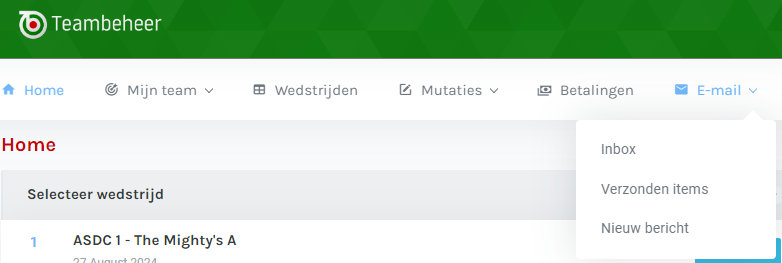 Teambeheer
Home Mijn team Wedstrijden Mutaties Betalingen E-mail
Home
Inbox
Selecteer wedstrijd
Verzonden items
Nieuw bericht
1 ASDC 1 - The Mighty's A
27 August 2024